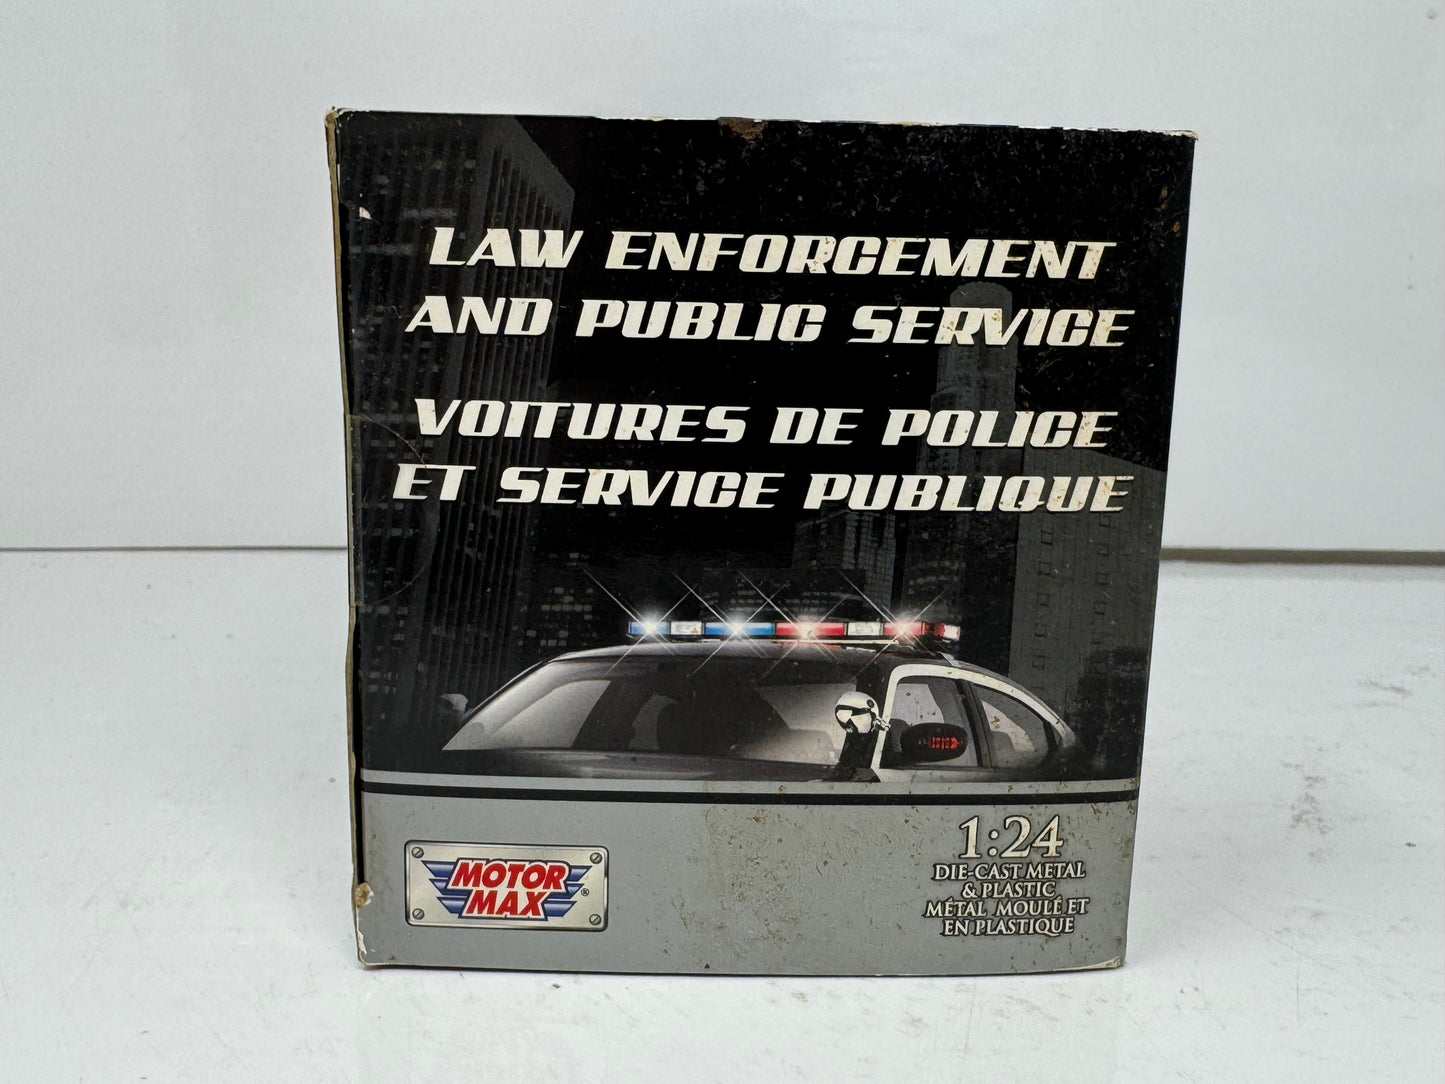 LAW ENFORCEMENT
AND PUBLIC SERVICE
VOITURES DE POLICE
ET SERVICE PUBLIQUE
MOTOR
MAX®
1:24
DIE-CAST METAL
& PLASTIC
MÉTAL MOULÉ ET
EN PLASTIQUE